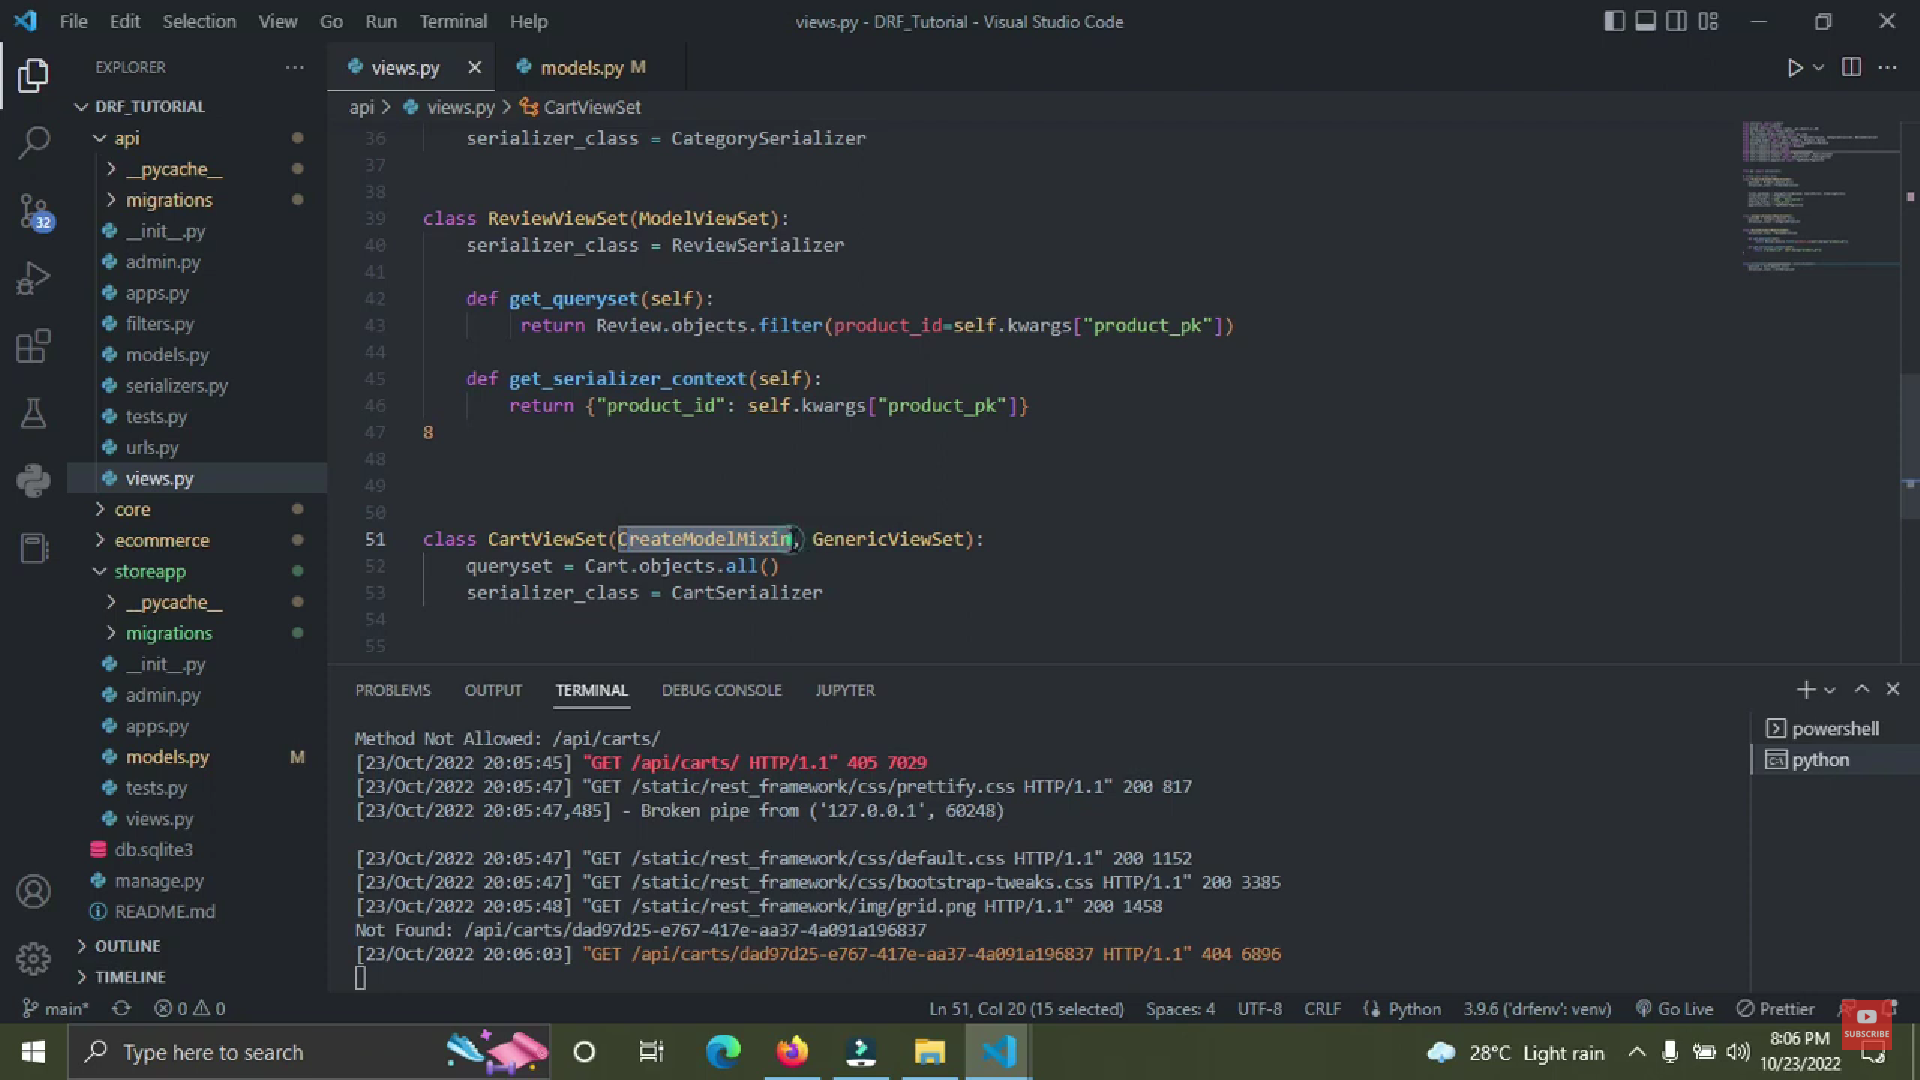 File Edit Selection View Go Run Terminal Help
views.py - DRF_Tutorial - Visual Studio Code
EXPLORER
DRF_TUTORIAL
api
__pycache__
migrations
__init__.py
admin.py
apps.py
filters.py
models.py
serializers.py
tests.py
urls.py
views.py
core
ecommerce
storeapp
__pycache__
migrations
__init__.py
admin.py
apps.py
models.py M
tests.py
views.py
db.sqlite3
manage.py
README.md
OUTLINE
TIMELINE
32
views.py
models.py M
api > views.py > CartViewSet
36 serializer_class = CategorySerializer
37
38
39 class ReviewViewSet(ModelViewSet):
40 serializer_class = ReviewSerializer
41
42 def get_queryset(self):
43 return Review.objects.filter(product_id=self.kwargs["product_pk"])
44
45 def get_serializer_context(self):
46 return {"product_id": self.kwargs["product_pk"]}
47 8
48
49
50
51 class CartViewSet(CreateModelMixin, GenericViewSet):
52 queryset = Cart.objects.all()
53 serializer_class = CartSerializer
54
55
PROBLEMS OUTPUT TERMINAL DEBUG CONSOLE JUPYTER
Method Not Allowed: /api/carts/
[23/Oct/2022 20:05:45] "GET /api/carts/ HTTP/1.1" 405 7029
[23/Oct/2022 20:05:47] "GET /static/rest_framework/css/prettify.css HTTP/1.1" 200 817
[23/Oct/2022 20:05:47,485] - Broken pipe from ('127.0.0.1', 60248)
[23/Oct/2022 20:05:47] "GET /static/rest_framework/css/default.css HTTP/1.1" 200 1152
[23/Oct/2022 20:05:47] "GET /static/rest_framework/css/bootstrap-tweaks.css HTTP/1.1" 200 3385
[23/Oct/2022 20:05:48] "GET /static/rest_framework/img/grid.png HTTP/1.1" 200 1458
Not Found: /api/carts/dad97d25-e767-417e-aa37-4a091a196837
[23/Oct/2022 20:06:03] "GET /api/carts/dad97d25-e767-417e-aa37-4a091a196837 HTTP/1.1" 404 6896
powershell
python
main* 0 0
Ln 51, Col 20 (15 selected) Spaces: 4 UTF-8 CRLF Python 3.9.6 ('drfenv': venv) Go Live Prettier
SUBSCRIBE
Type here to search
28°C Light rain
8:06 PM
10/23/2022